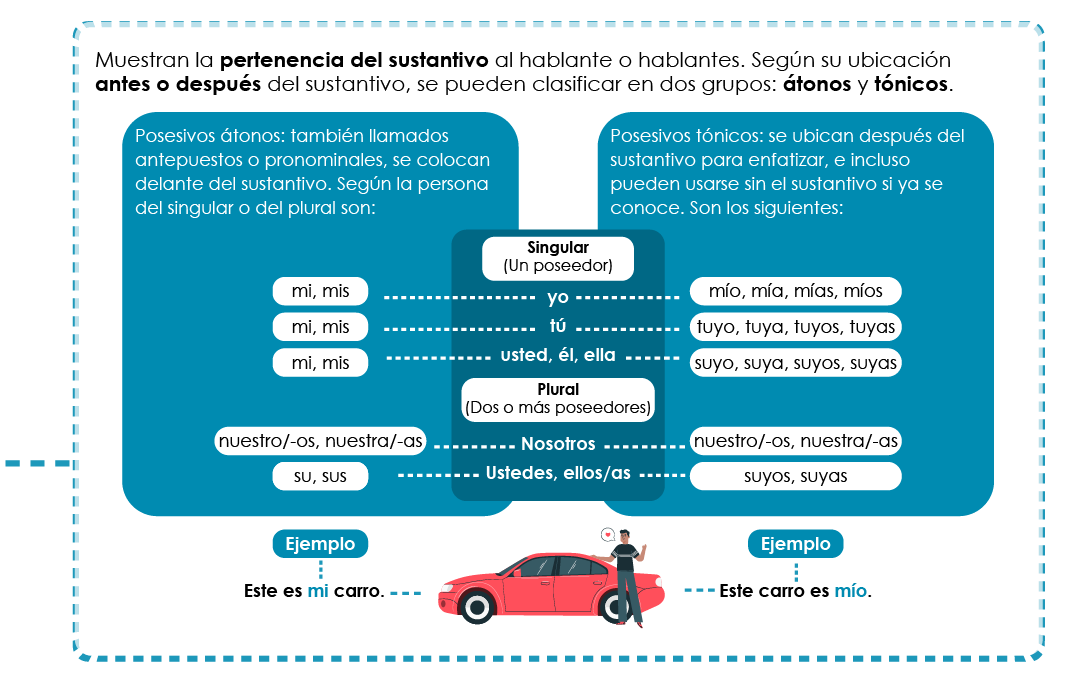 Muestran la pertenencia del sustantivo al hablante o hablantes. Según su ubicación
antes o después del sustantivo, se pueden clasificar en dos grupos: átonos y tónicos.
Posesivos átonos: también llamados
antepuestos o pronominales, se colocan
delante del sustantivo. Según la persona
del singular o del plural son:
Posesivos tónicos: se ubican después del
sustantivo para enfatizar, e incluso
pueden usarse sin el sustantivo si ya se
conoce. Son los siguientes:
Singular
(Un poseedor)
mi, mis yo mío, mía, mías, míos
mi, mis tú tuyo, tuya, tuyos, tuyas
mi, mis usted, él, ella suyo, suya, suyos, suyas
Plural
(Dos o más poseedores)
nuestro/-os, nuestra/-as Nosotros nuestro/-os, nuestra/-as
su, sus Ustedes, ellos/as suyos, suyas
Ejemplo
Este es mi carro.
Ejemplo
Este carro es mío.